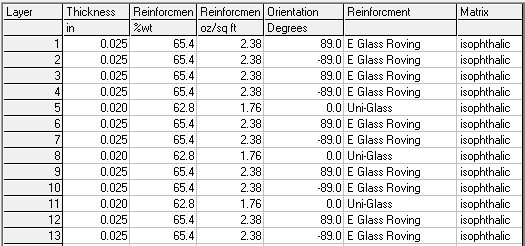 Layer Thickness Reinforcmen Reinforcmen Orientation Reinforcment Matrix
in %wt oz/sq ft Degrees
1 0.025 65.4 2.38 89.0 E Glass Roving isophthalic
2 0.025 65.4 2.38 -89.0 E Glass Roving isophthalic
3 0.025 65.4 2.38 89.0 E Glass Roving isophthalic
4 0.025 65.4 2.38 -89.0 E Glass Roving isophthalic
5 0.020 62.8 1.76 0.0 Uni-Glass isophthalic
6 0.025 65.4 2.38 89.0 E Glass Roving isophthalic
7 0.025 65.4 2.38 -89.0 E Glass Roving isophthalic
8 0.020 62.8 1.76 0.0 Uni-Glass isophthalic
9 0.025 65.4 2.38 89.0 E Glass Roving isophthalic
10 0.025 65.4 2.38 -89.0 E Glass Roving isophthalic
11 0.020 62.8 1.76 0.0 Uni-Glass isophthalic
12 0.025 65.4 2.38 89.0 E Glass Roving isophthalic
13 0.025 65.4 2.38 -89.0 E Glass Roving isophthalic